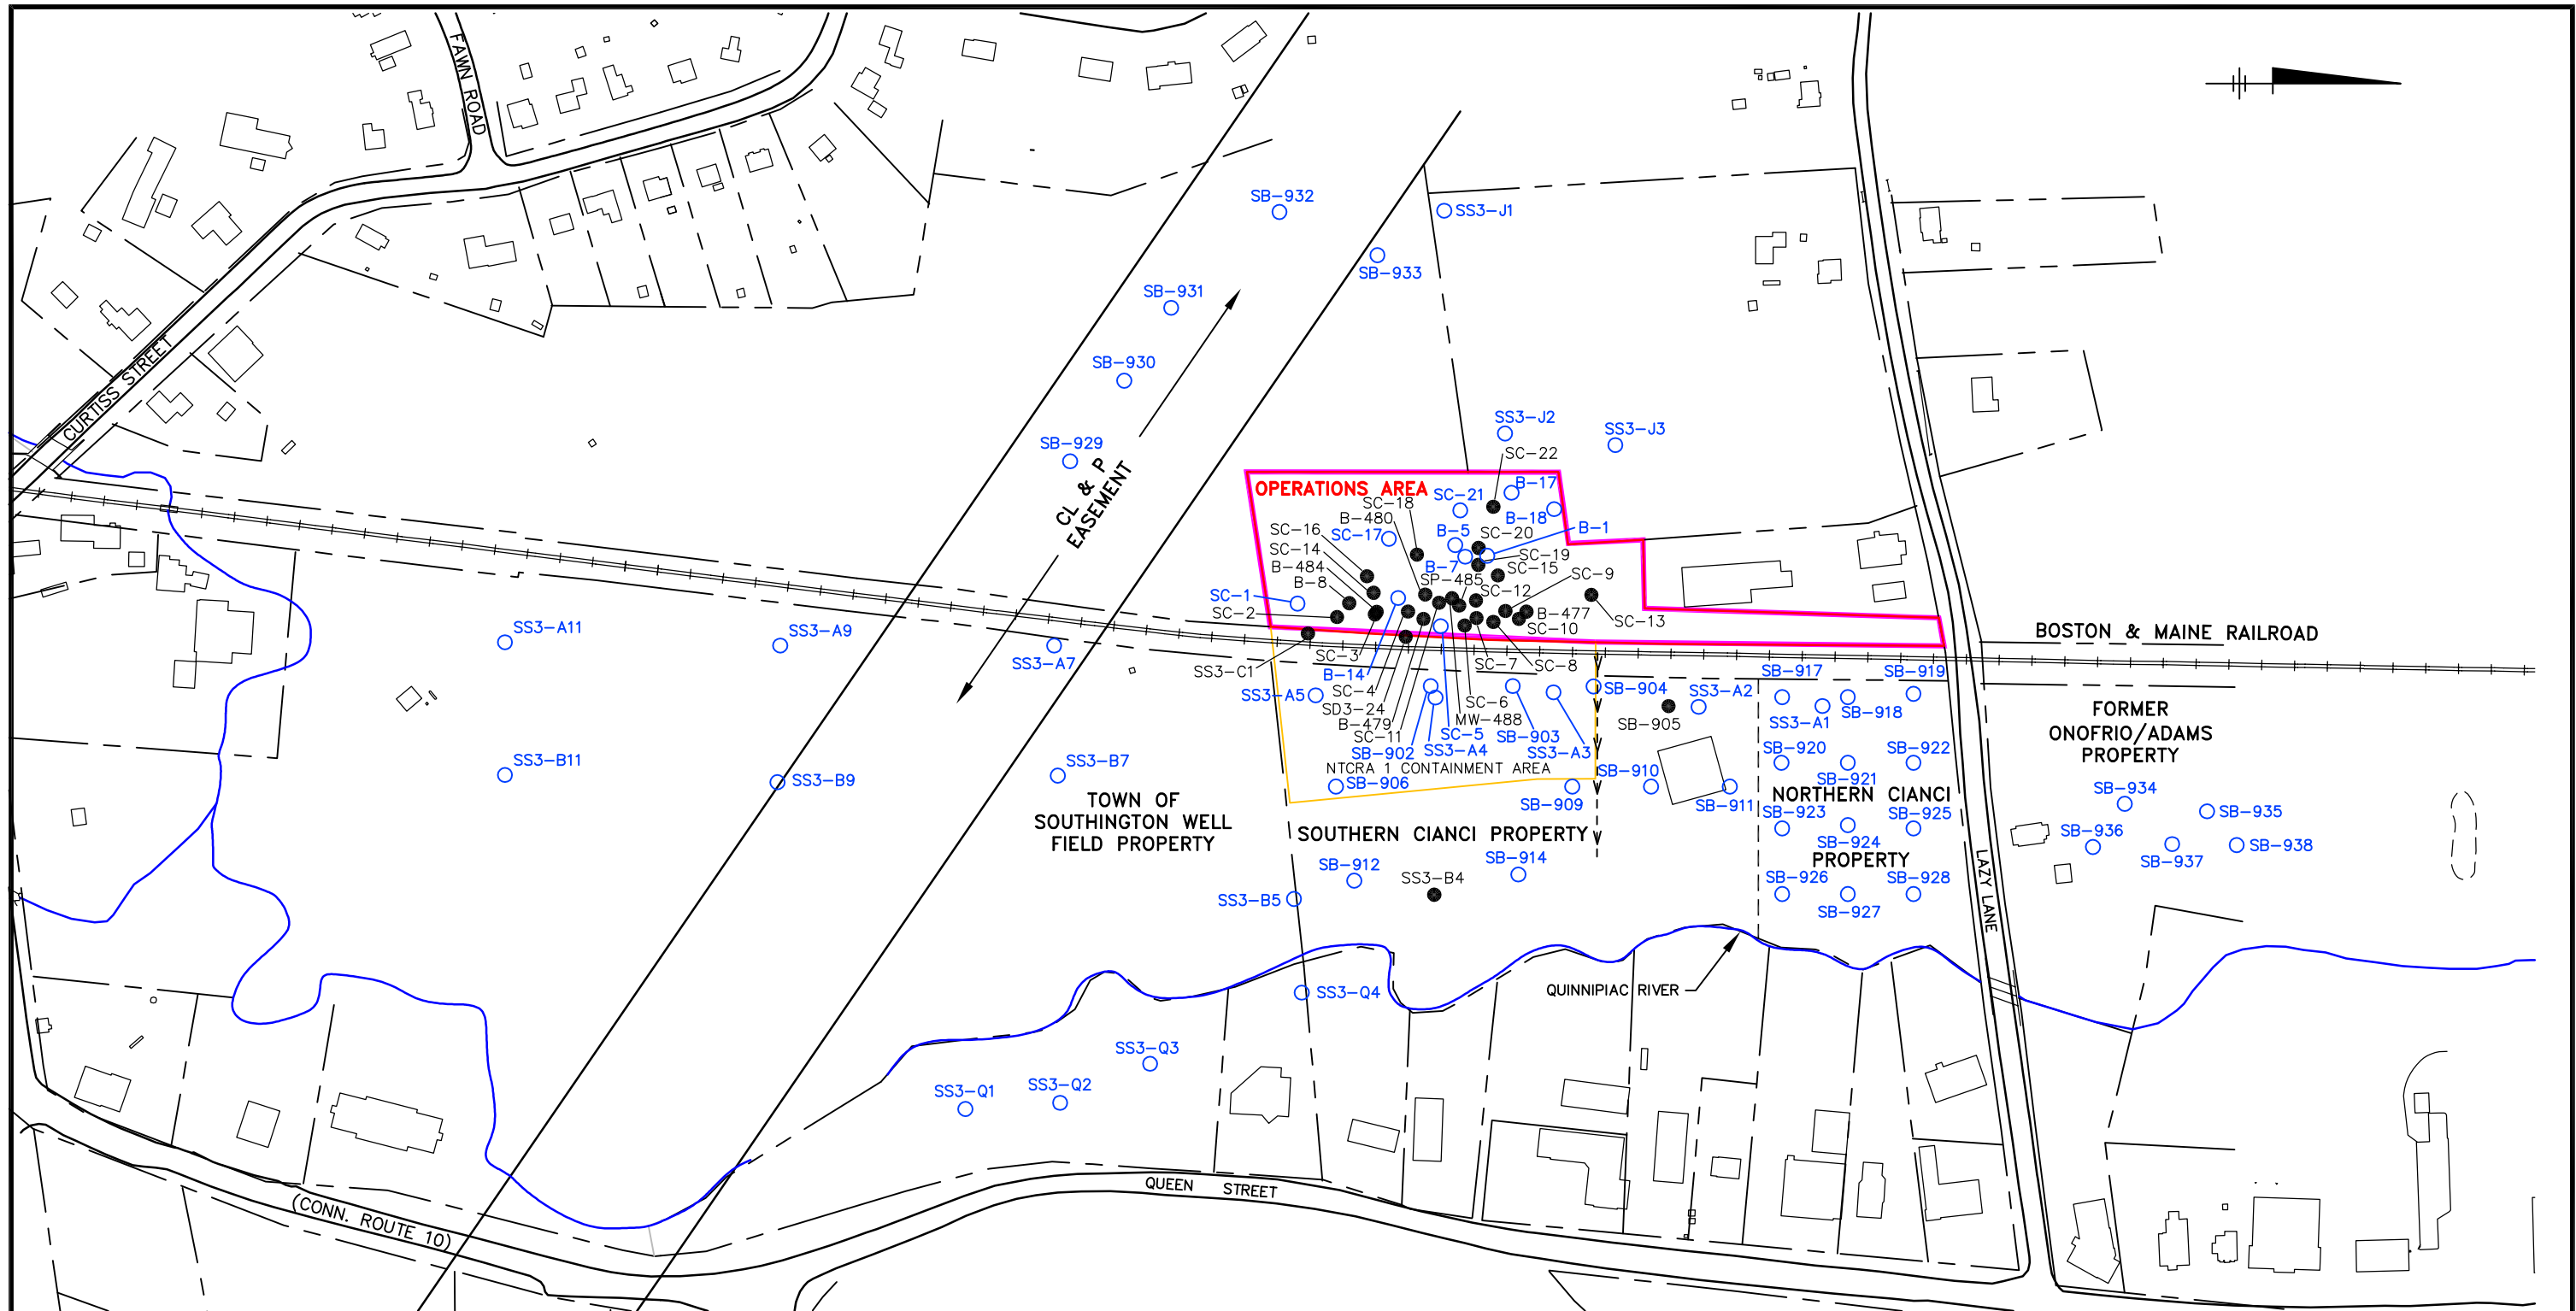 FAWN ROAD
SB-932
SS3-J1
SB-933
SB-931
SB-930
CURTISS STREET
SB-929
CL & P
EASEMENT
SS3-J2
SS3-J3
SC-22
OPERATIONS AREA
SC-18
SC-21
B-17
B-480
B-18
B-1
SC-16
SC-17
B-5
SC-20
SC-14
SC-19
B-484
B-7
SC-15
B-8
SP-485
SC-9
SC-12
SC-1
SC-2
B-477
SC-13
SC-10
SS3-A11
SS3-A9
SS3-A7
BOSTON & MAINE RAILROAD
SC-3
SS3-C1
B-14
SC-7
SC-8
SB-917
SB-919
SS3-A5
SC-4
SB-904
SS3-A2
SD3-24
SC-6
SB-905
SS3-A1
SB-918
B-479
MW-488
SC-11
SC-5
SB-903
SB-902
SS3-A4
SS3-A3
FORMER
ONOFRIO/ADAMS
PROPERTY
SB-920
SB-922
SS3-B11
SS3-B9
SS3-B7
NTCRA 1 CONTAINMENT AREA
SB-910
SB-921
SB-906
SB-909
SB-911
NORTHERN CIANCI
TOWN OF
SOUTHINGTON WELL
FIELD PROPERTY
SB-923
SB-925
SB-934
SB-935
SOUTHERN CIANCI PROPERTY
SB-924
SB-936
SB-937
SB-938
SB-912
SB-914
PROPERTY
SS3-B4
SB-926
SB-928
SS3-B5
SB-927
LAZY LANE
SS3-Q4
QUINNIPIAC RIVER
SS3-Q3
SS3-Q1
SS3-Q2
QUEEN STREET
(CONN. ROUTE 10)